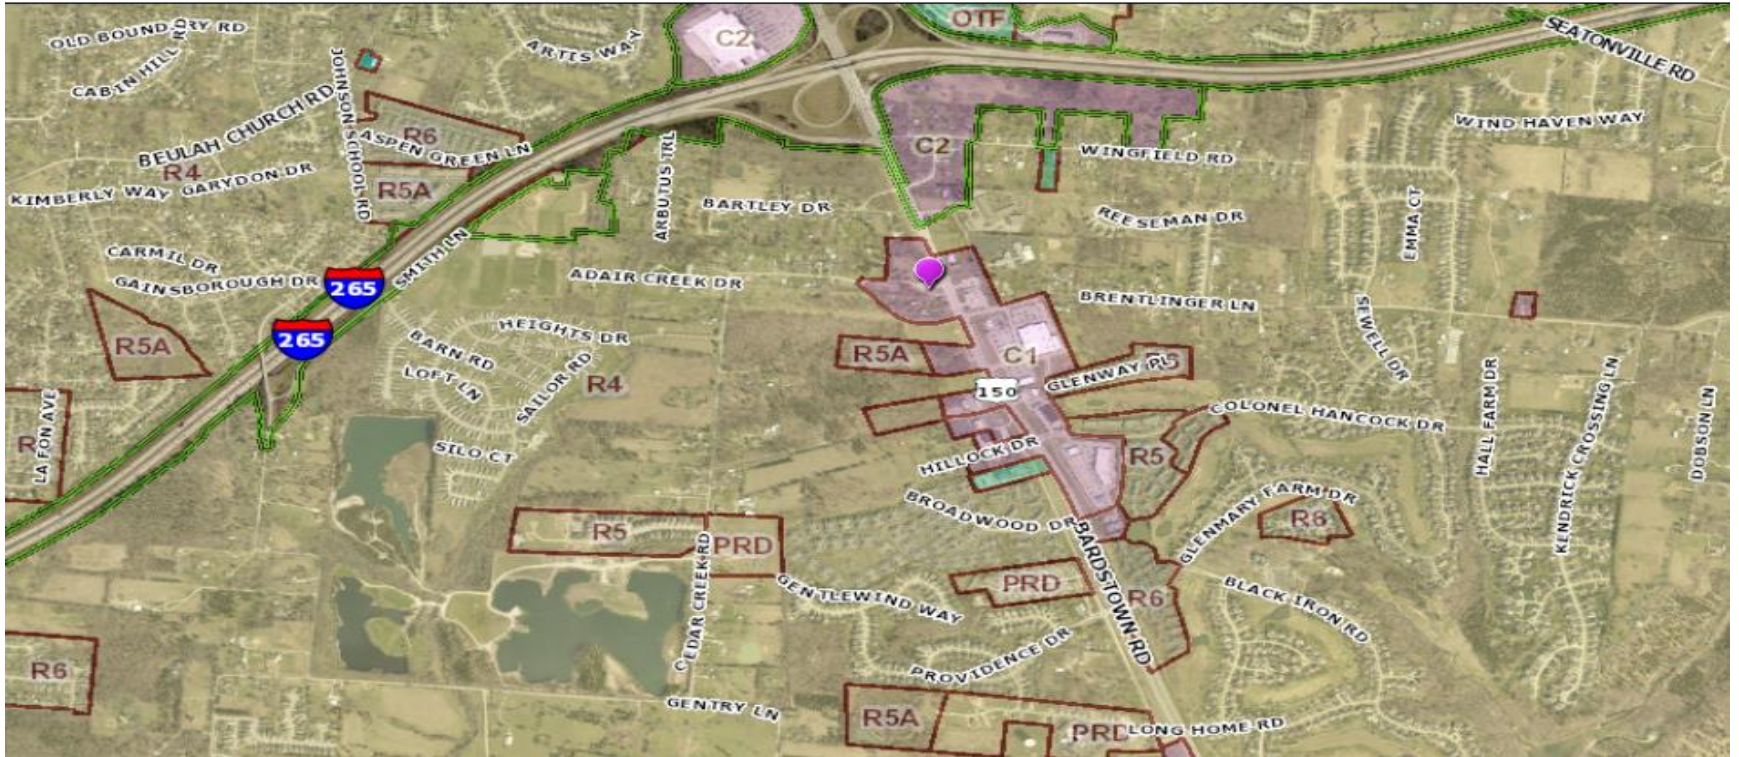 OLD BOUNDARY RD
ARTIS WAY
C2
OTF
SEATONVILLE RD
CABIN HILL RD
JOHNSON SCHOOL RD
BEULAH CHURCH RD
R6
ASPEN GREEN LN
WIND HAVEN WAY
R4
ARBUTUS TRL
C2
WINGFIELD RD
KIMBERLY WAY
GARYDON DR
R5A
BARTLEY DR
REESEMAN DR
EMMA CT
CARMIL DR
SMITH LN
GAINSBOROUGH DR
265
ADAIR CREEK DR
BRENTLINGER LN
265
HEIGHTS DR
SEWELL DR
R5A
BARN RD
R5A
C1
LOFT LN
SAILOR RD
R4
150
GLENWAY PL
HALL FARM DR
KENDRICK CROSSING LN
DOBSON LN
LA FON AVE
COLONEL HANCOCK DR
SILO CT
HILLOCK DR
R5
BROADWOOD DR
GLENMARY FARM DR
R5
PRD
R6
CEDAR CREEK RD
BARDSTOWN RD
GENTLEWIND WAY
PRD
R6
BLACK IRON RD
PROVIDENCE DR
R6
GENTRY LN
R5A
PRD
LONG HOME RD